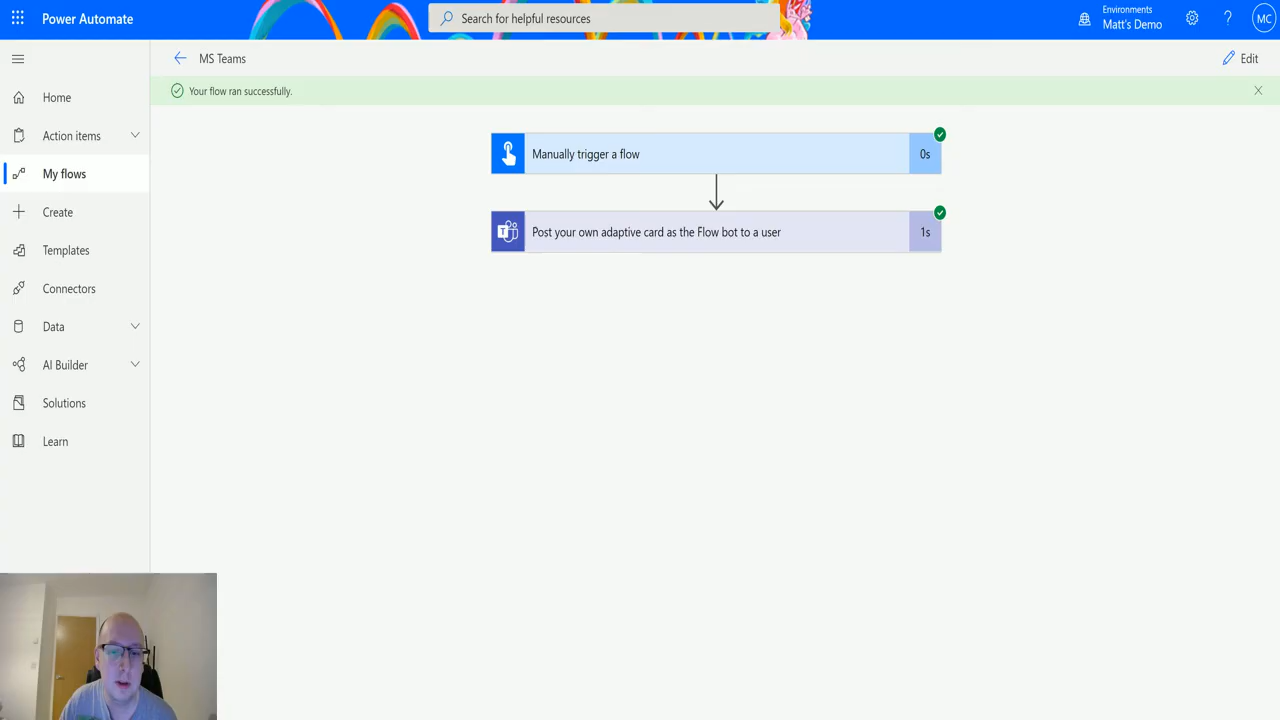 Power Automate
Search for helpful resources
Environments
Matt's Demo
?
MC
MS Teams
Edit
Your flow ran successfully.
Home
Action items
My flows
Create
Templates
Connectors
Data
AI Builder
Solutions
Learn
Manually trigger a flow
0s
Post your own adaptive card as the Flow bot to a user
1s